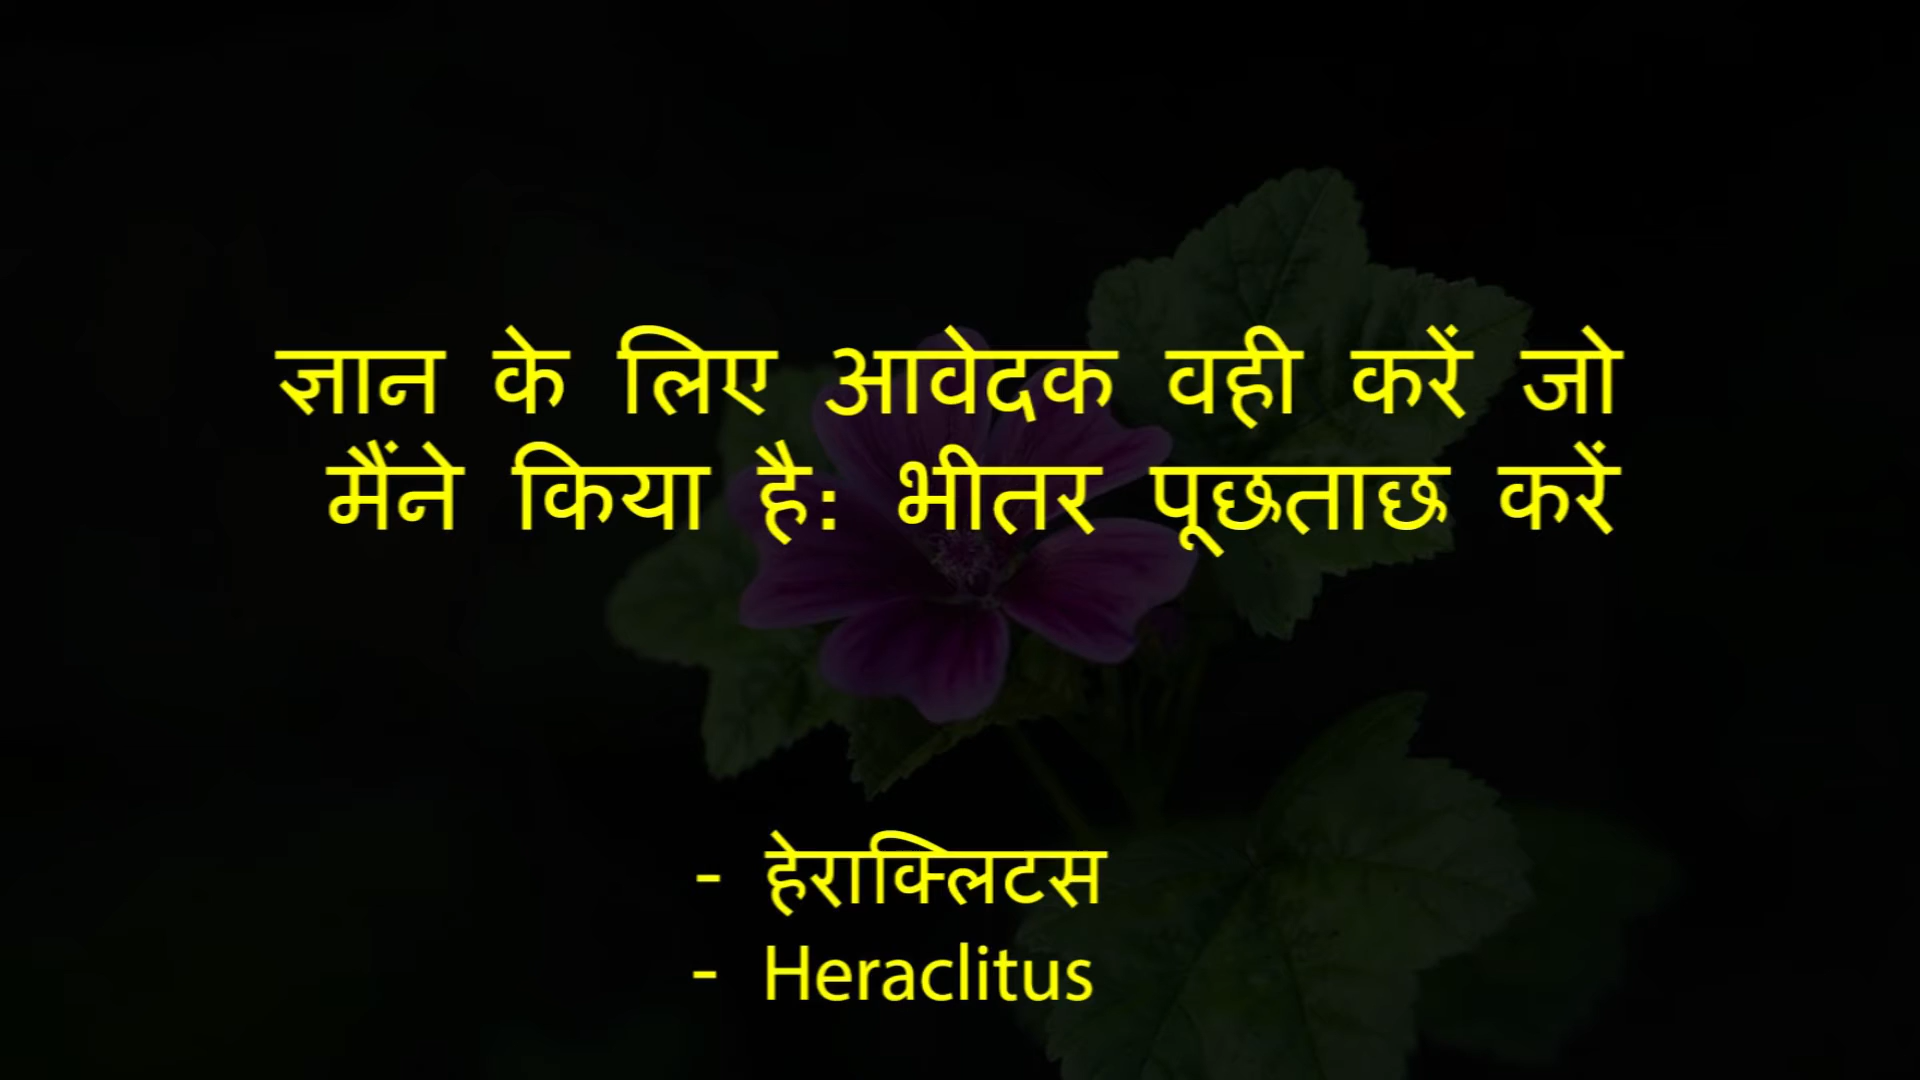 ज्ञान के लिए आवेदक वही करें जो
मैंने किया है: भीतर पूछताछ करें
- हेराक्लिटस
- Heraclitus